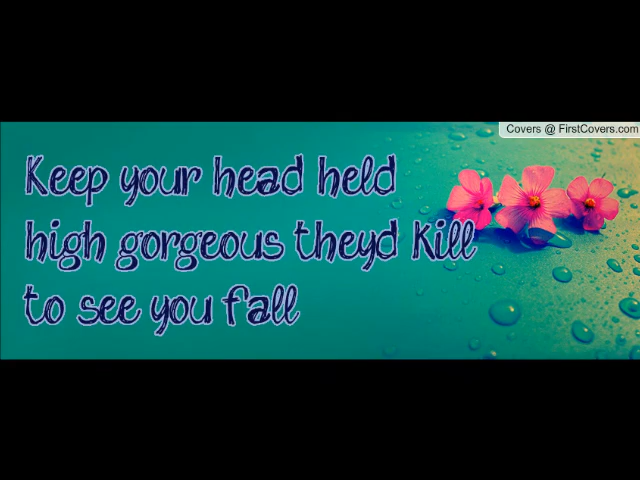 Covers @ FirstCovers.com
Keep your head held
high gorgeous theyd kill
to see you fall